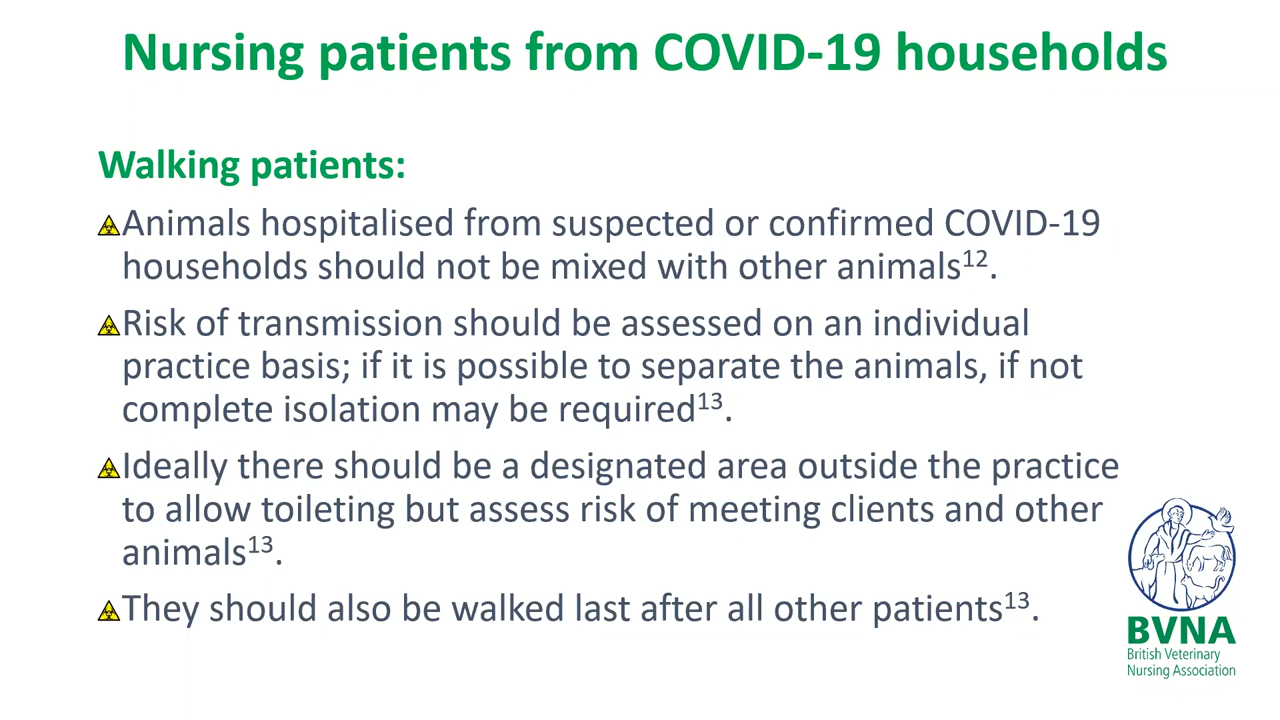 Nursing patients from COVID-19 households
Walking patients:
Animals hospitalised from suspected or confirmed COVID-19
households should not be mixed with other animals¹².
Risk of transmission should be assessed on an individual
practice basis; if it is possible to separate the animals, if not
complete isolation may be required¹³.
Ideally there should be a designated area outside the practice
to allow toileting but assess risk of meeting clients and other
animals¹³.
They should also be walked last after all other patients¹³.
BVNA
British Veterinary
Nursing Association